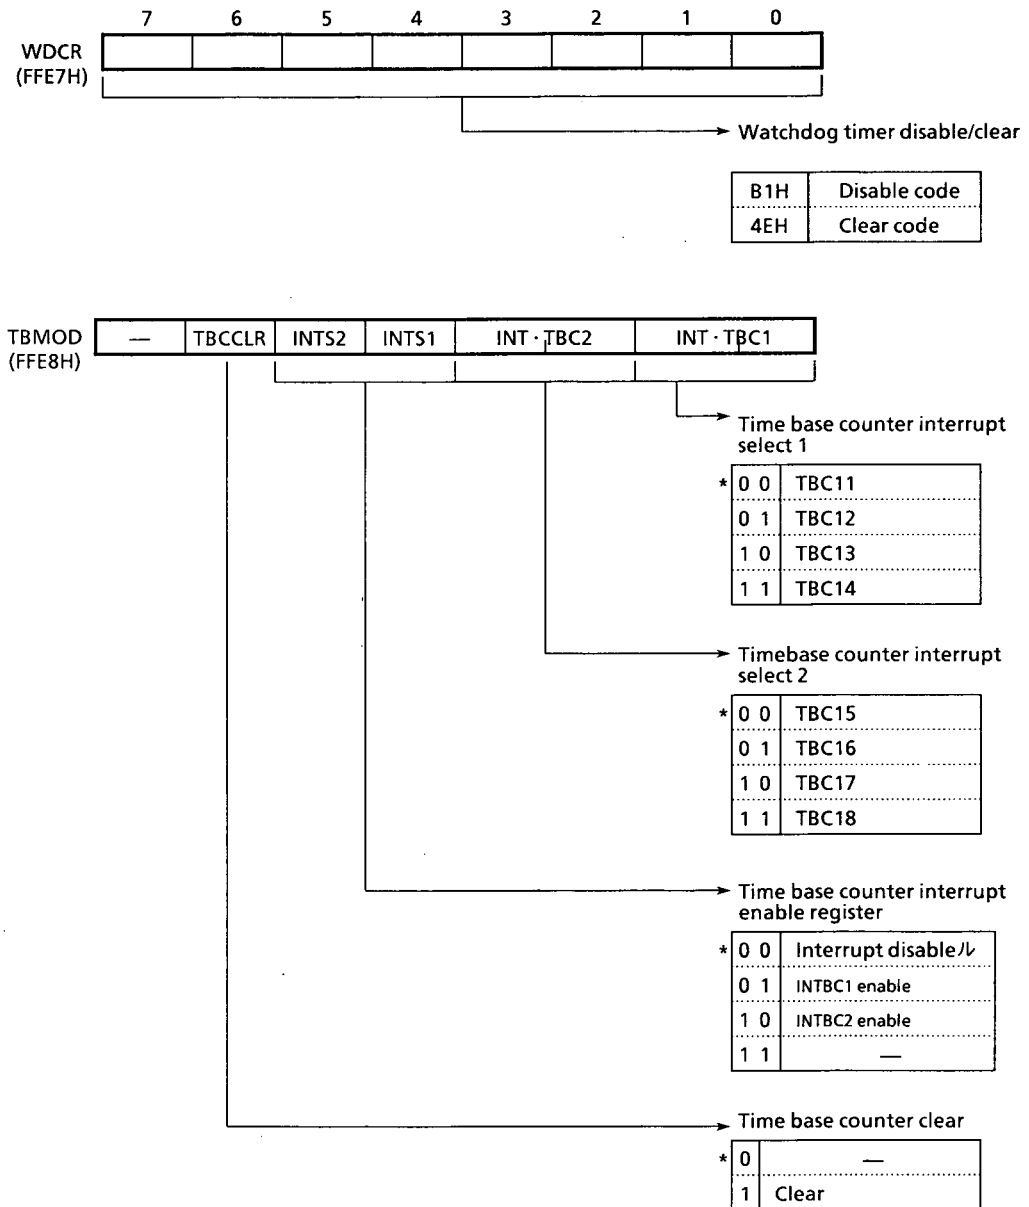 7 6 5 4 3 2 1 0
WDCR
(FFE7H)
Watchdog timer disable/clear
B1H Disable code
4EH Clear code
TBMOD
(FFE8H)
— TBCCLR INTS2 INTS1 INT · TBC2 INT · TBC1
Time base counter interrupt
select 1
* 0 0 TBC11
0 1 TBC12
1 0 TBC13
1 1 TBC14
Timebase counter interrupt
select 2
* 0 0 TBC15
0 1 TBC16
1 0 TBC17
1 1 TBC18
Time base counter interrupt
enable register
* 0 0 Interrupt disableル
0 1 INTBC1 enable
1 0 INTBC2 enable
1 1 —
Time base counter clear
* 0 —
1 Clear